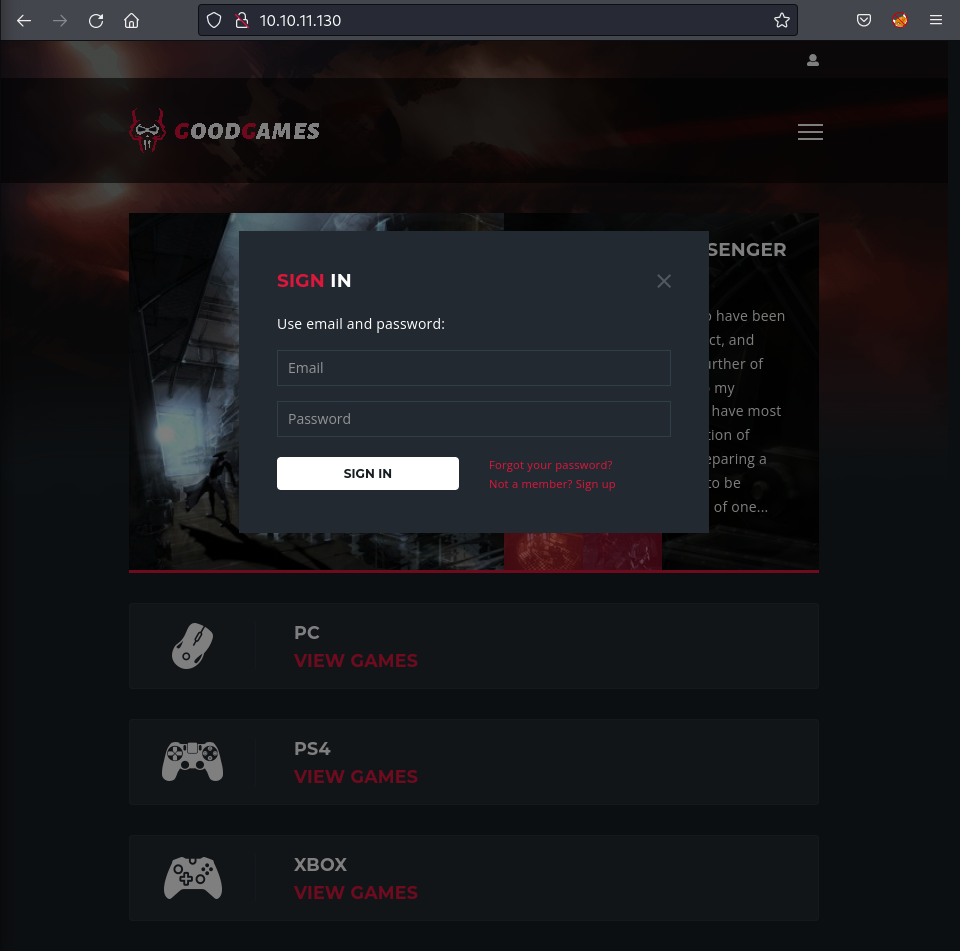 10.10.11.130
GOODGAMES
SENGER
SIGN IN
have been
Use email and password:
ct, and
urther of
Email
my
have most
Password
tion of
eparing a
SIGN IN
Forgot your password?
to be
Not a member? Sign up
of one...
PC
VIEW GAMES
PS4
VIEW GAMES
XBOX
VIEW GAMES